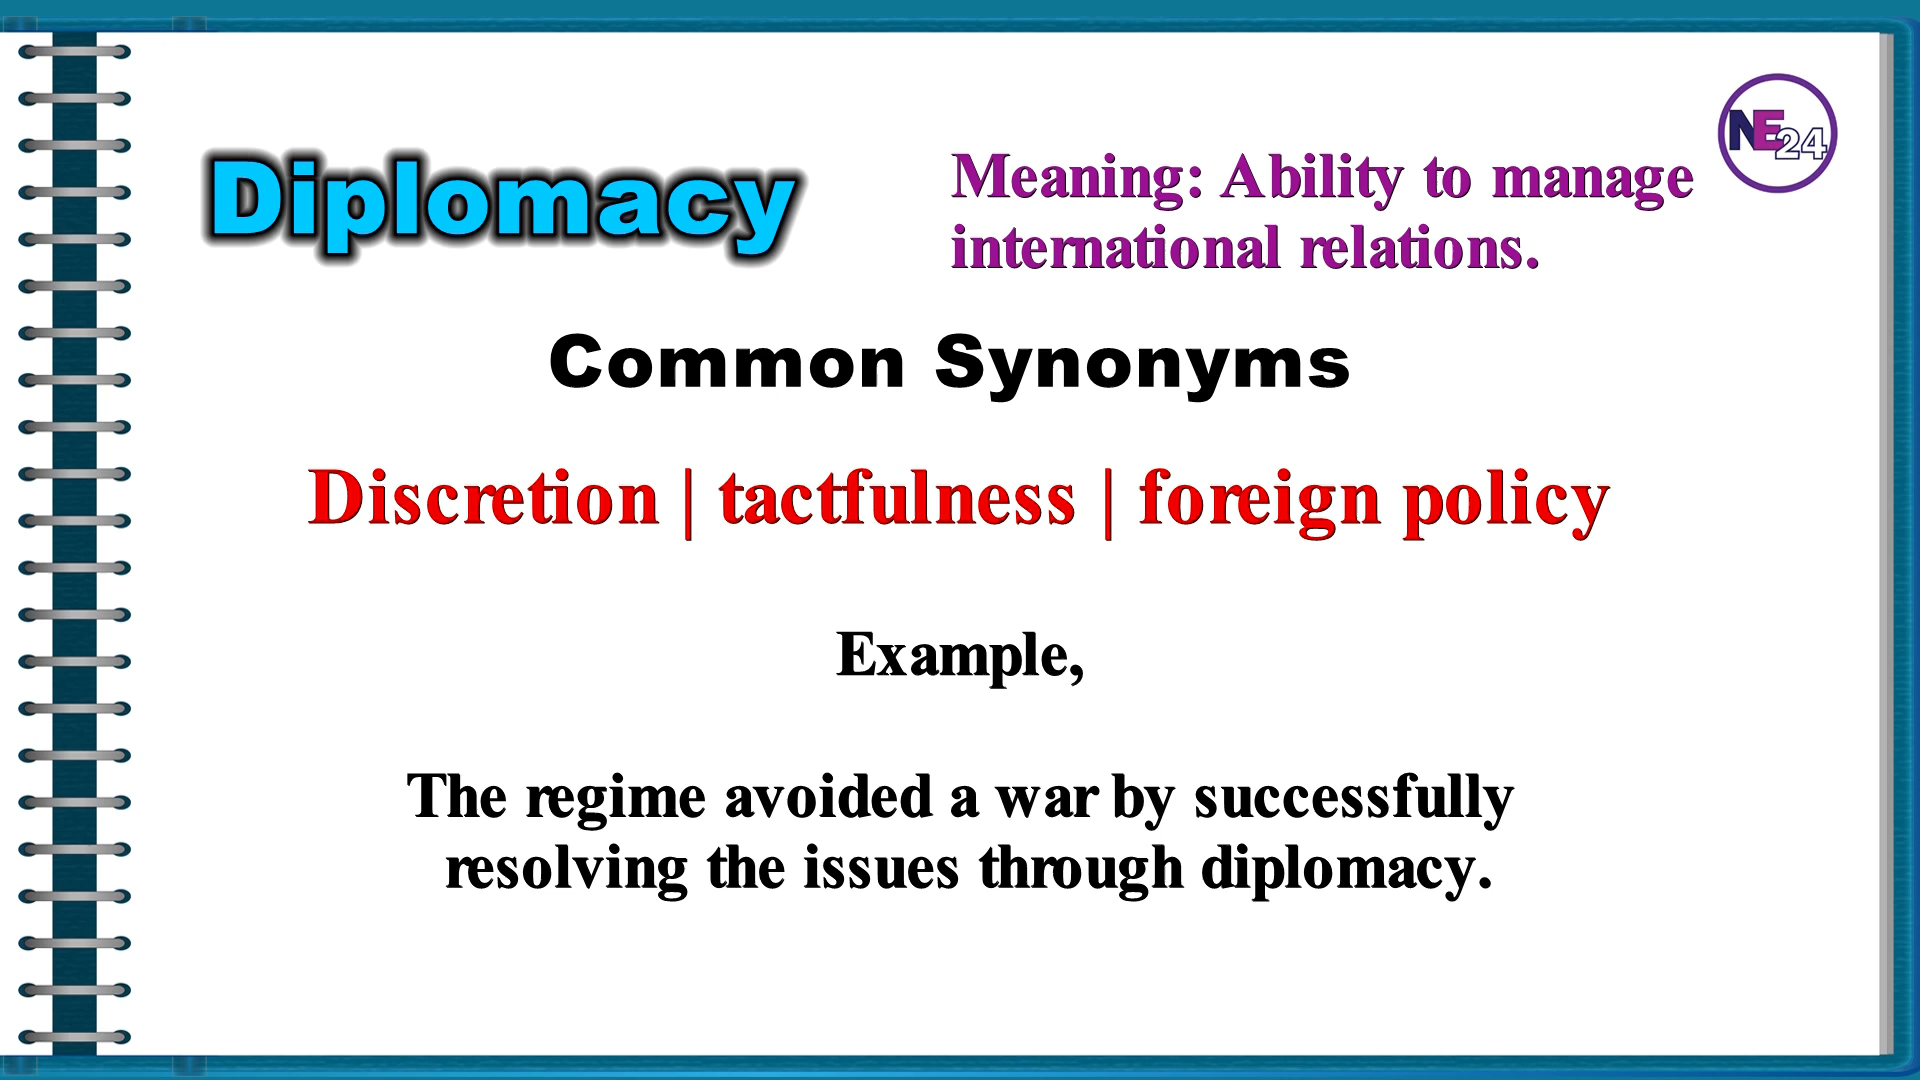 Diplomacy
Meaning: Ability to manage
international relations.
NE24
Common Synonyms
Discretion | tactfulness | foreign policy
Example,
The regime avoided a war by successfully
resolving the issues through diplomacy.